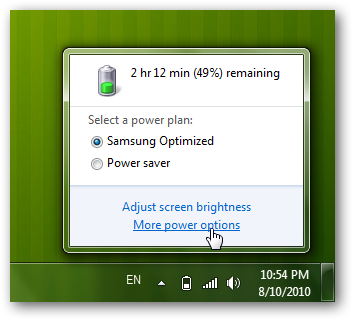 2 hr 12 min (49%) remaining
Select a power plan:
Samsung Optimized
Power saver
Adjust screen brightness
More power options
EN
10:54 PM
8/10/2010